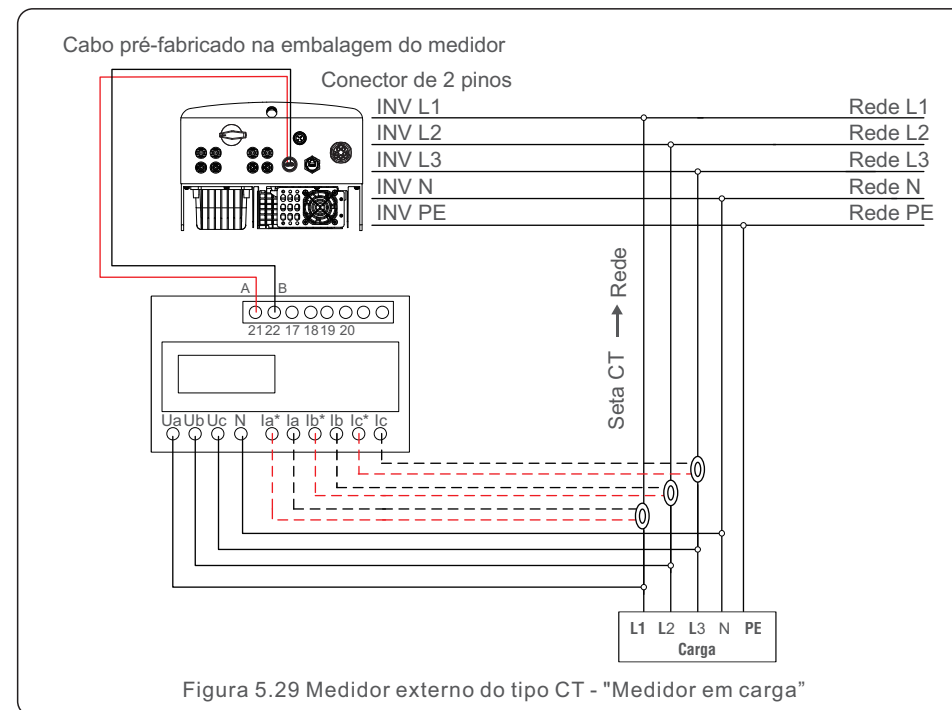 Cabo pré-fabricado na embalagem do medidor
Conector de 2 pinos
INV L1 Rede L1
INV L2 Rede L2
INV L3 Rede L3
INV N Rede N
INV PE Rede PE
Seta CT → Rede
A B
21 22 17 18 19 20
Ua Ub Uc N Ia* Ia Ib* Ib Ic* Ic
L1 L2 L3 N PE
Carga
Figura 5.29 Medidor externo do tipo CT - "Medidor em carga”